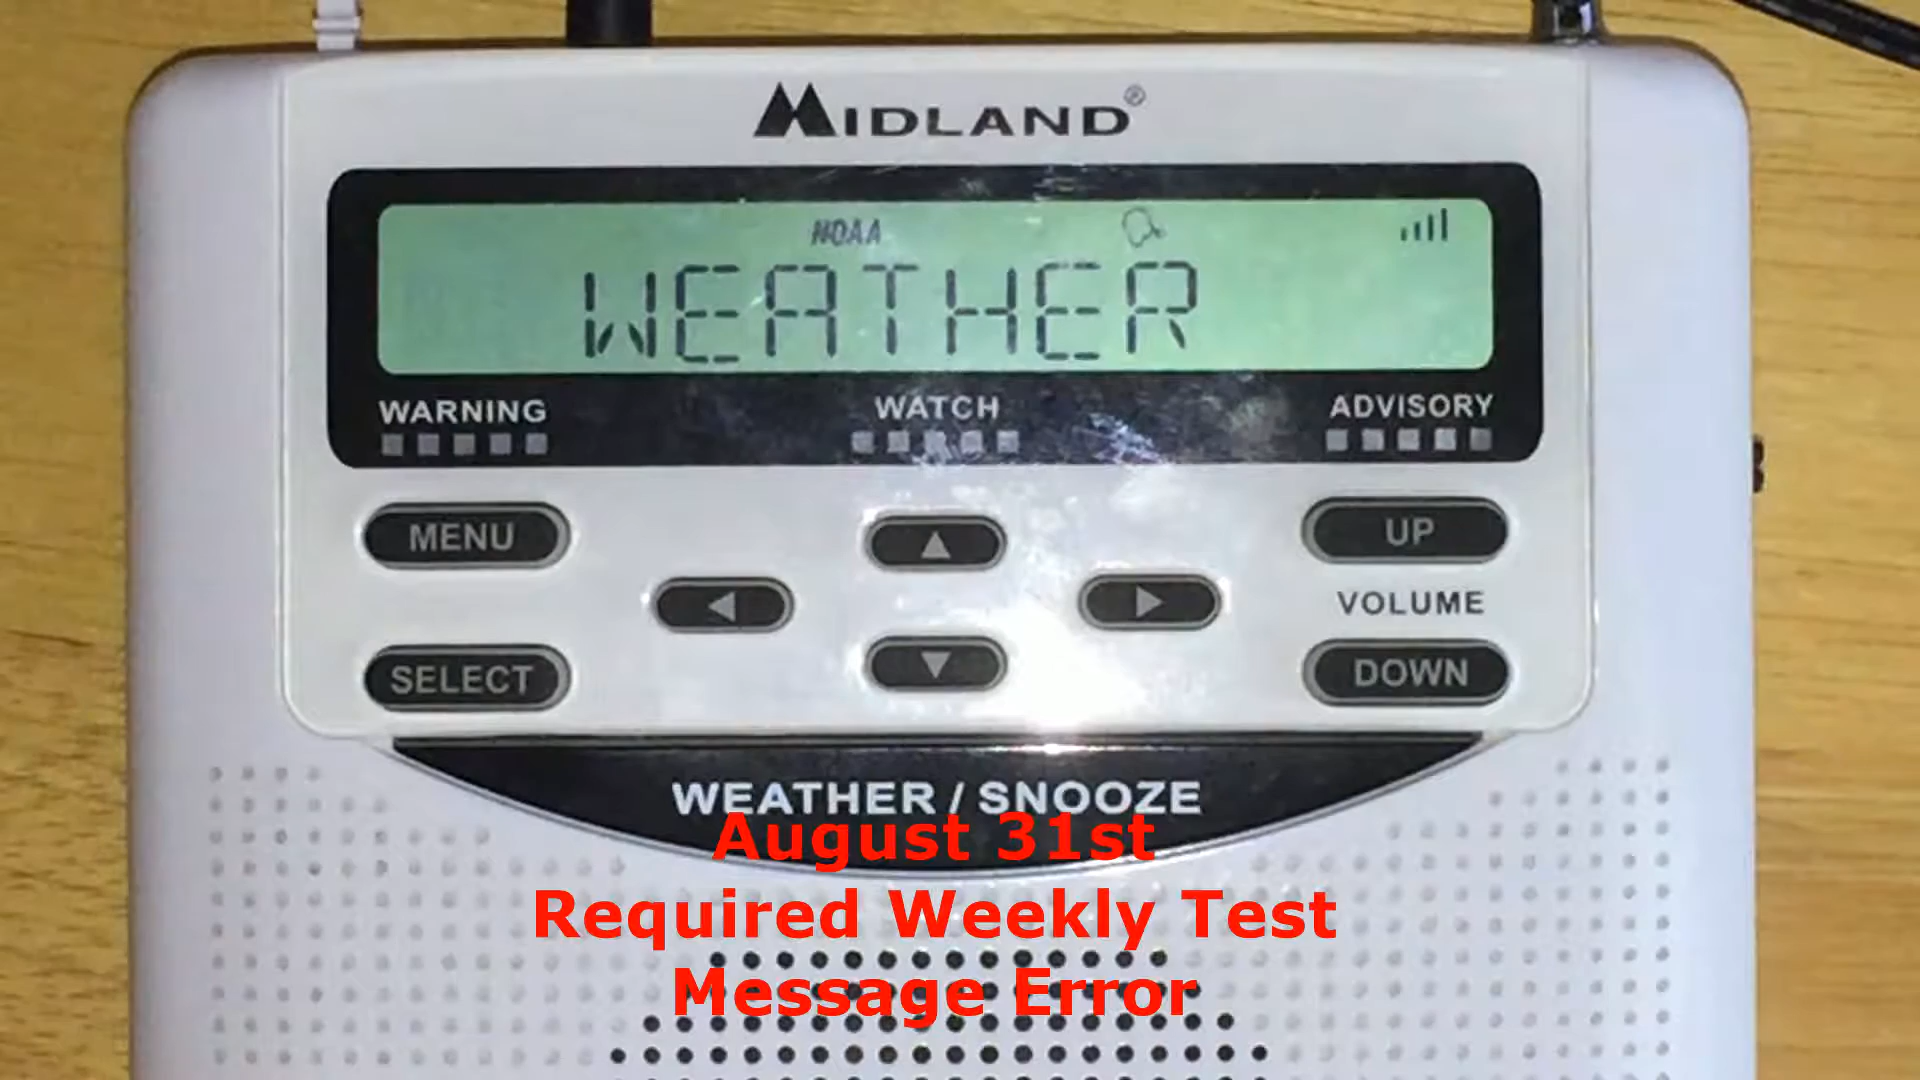 MIDLAND®
NOAA
WEATHER
WARNING WATCH ADVISORY
MENU UP
VOLUME
SELECT DOWN
WEATHER / SNOOZE
August 31st
Required Weekly Test
Message Error